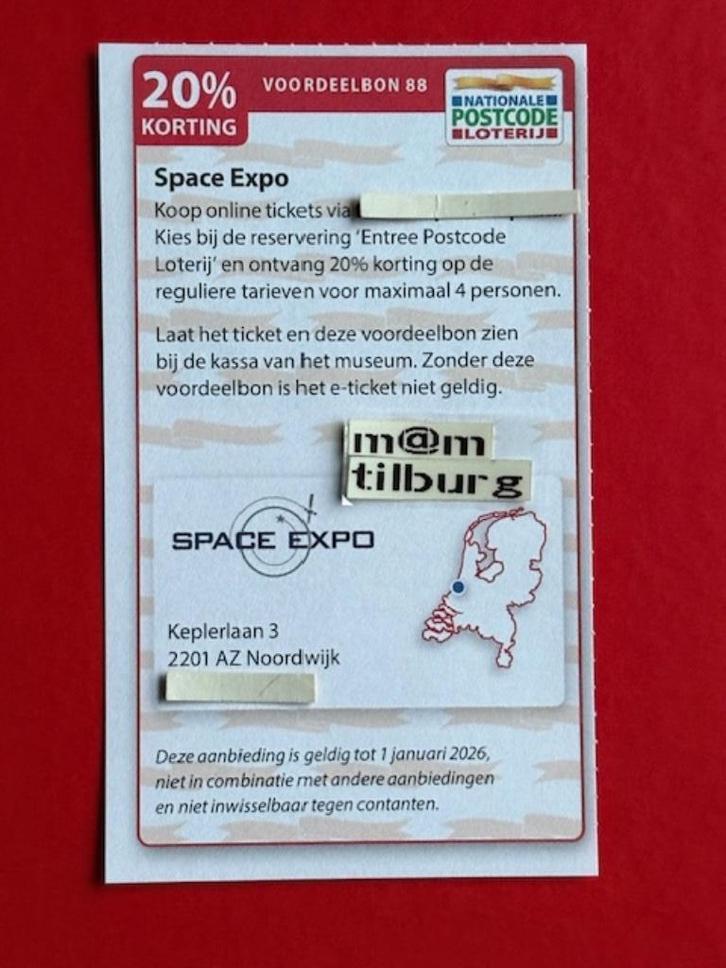 20%
KORTING
VOORDEELBON 88
NATIONALE
POSTCODE
LOTERIJ
Space Expo
Koop online tickets via
Kies bij de reservering ‘Entree Postcode
Loterij’ en ontvang 20% korting op de
reguliere tarieven voor maximaal 4 personen.
Laat het ticket en deze voordeelbon zien
bij de kassa van het museum. Zonder deze
voordeelbon is het e-ticket niet geldig.
m@m
tilburg
SPACE EXPO
Keplerlaan 3
2201 AZ Noordwijk
Deze aanbieding is geldig tot 1 januari 2026,
niet in combinatie met andere aanbiedingen
en niet inwisselbaar tegen contanten.